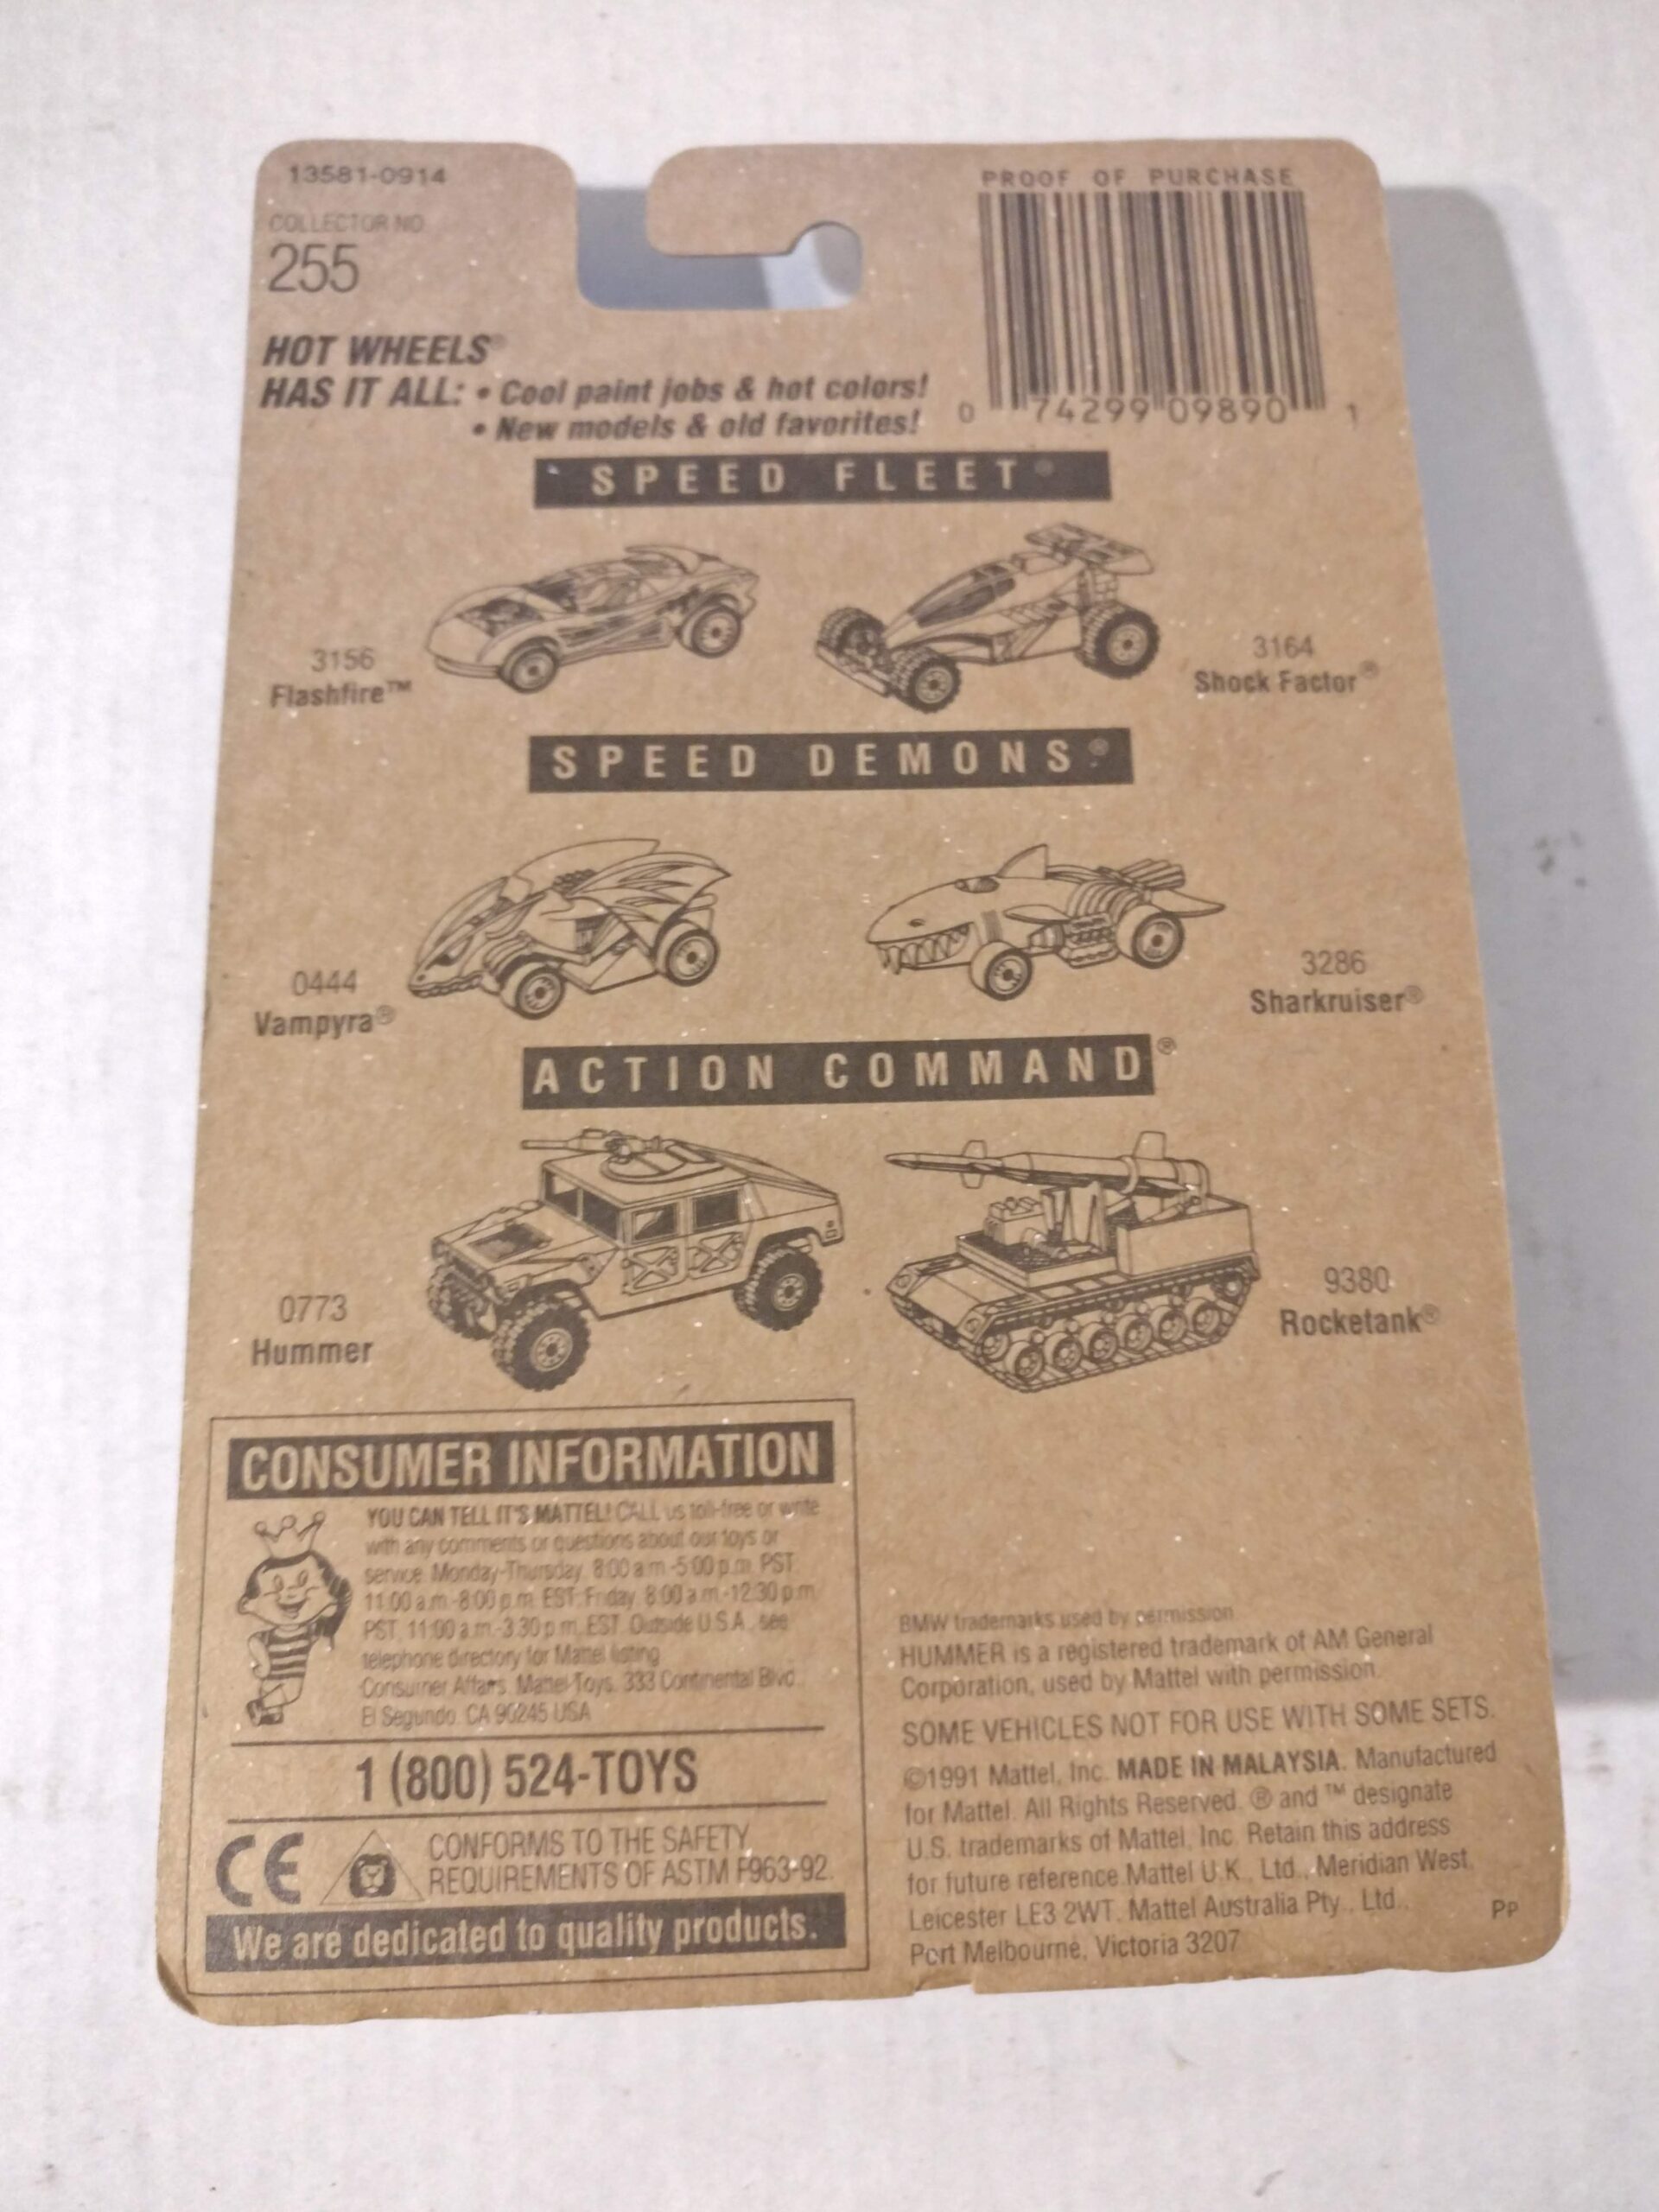 13581-0914
COLLECTOR NO.
255
PROOF OF PURCHASE
0 74299 09890 1
HOT WHEELS®
HAS IT ALL: • Cool paint jobs & hot colors!
• New models & old favorites!
SPEED FLEET®
3156
Flashfire™
3164
Shock Factor®
SPEED DEMONS®
0444
Vampyra®
3286
Sharkruiser®
ACTION COMMAND®
0773
Hummer
9380
Rocketank®
CONSUMER INFORMATION
YOU CAN TELL IT'S MATTEL! CALL us toll-free or write
with any comments or questions about our toys or
service. Monday-Thursday, 8:00 a.m.-5:00 p.m. PST,
11:00 a.m.-8:00 p.m. EST; Friday, 8:00 a.m.-12:30 p.m.
PST, 11:00 a.m.-3:30 p.m. EST. Outside U.S.A., see
telephone directory for Mattel listing.
Consumer Affairs, Mattel Toys, 333 Continental Blvd.,
El Segundo, CA 90245 USA
1 (800) 524-TOYS
CE
CONFORMS TO THE SAFETY
REQUIREMENTS OF ASTM F963-92.
We are dedicated to quality products.
BMW trademarks used by permission
HUMMER is a registered trademark of AM General
Corporation, used by Mattel with permission.
SOME VEHICLES NOT FOR USE WITH SOME SETS.
©1991 Mattel, Inc. MADE IN MALAYSIA. Manufactured
for Mattel. All Rights Reserved. ® and ™ designate
U.S. trademarks of Mattel, Inc. Retain this address
for future reference: Mattel U.K., Ltd., Meridian West,
Leicester LE3 2WT. Mattel Australia Pty., Ltd.,
Port Melbourne, Victoria 3207
PP